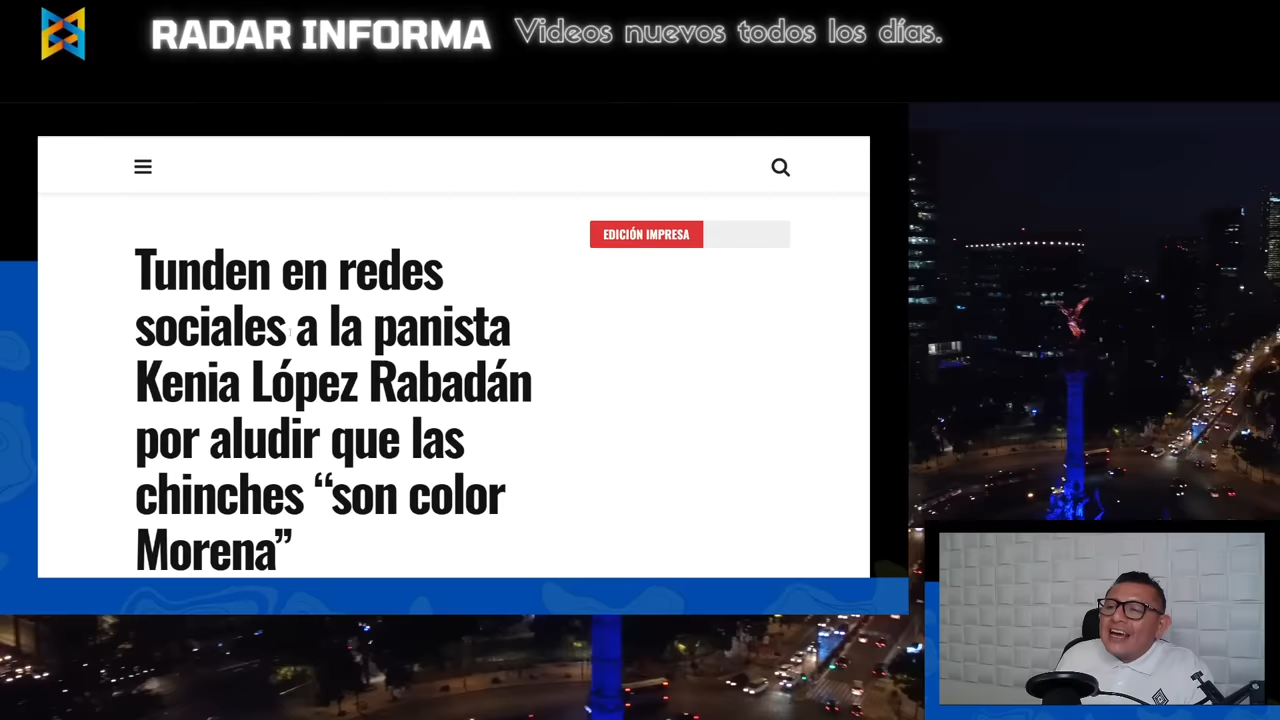 RADAR INFORMA
Videos nuevos todos los días.
EDICIÓN IMPRESA
Tunden en redes
sociales a la panista
Kenia López Rabadán
por aludir que las
chinches “son color
Morena”